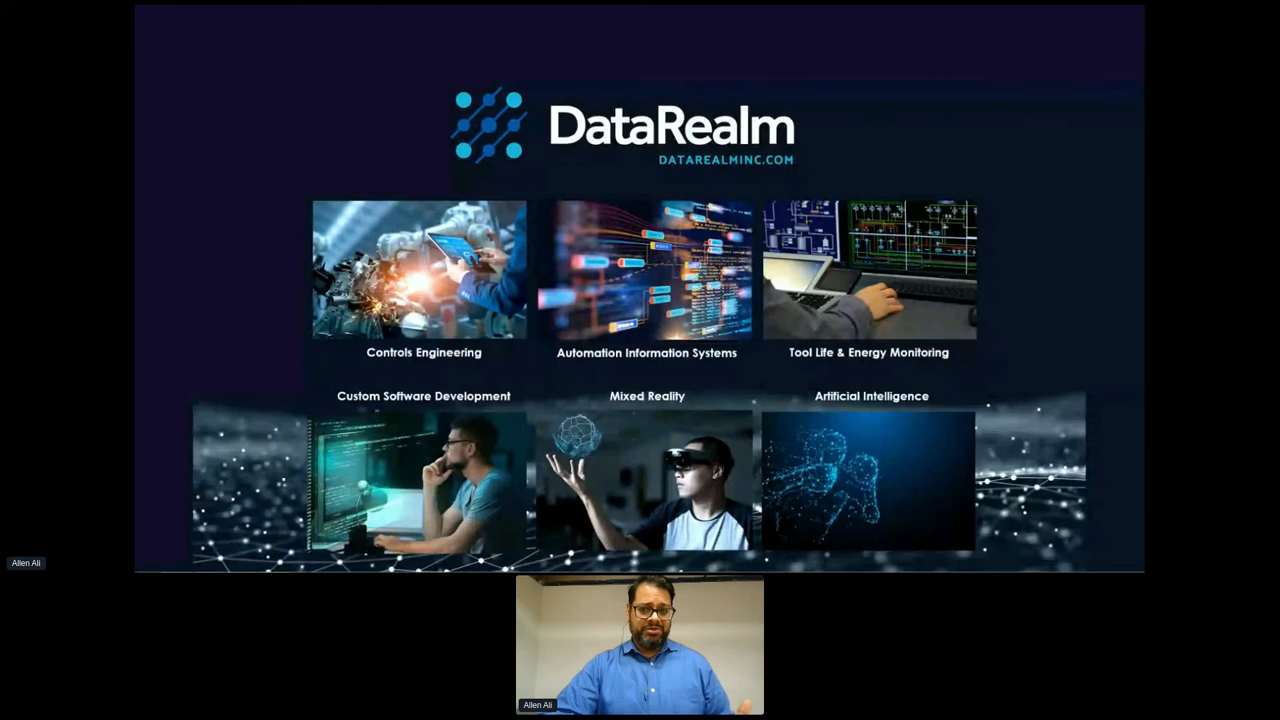 DataRealm
DATAREALMINC.COM
Controls Engineering
Automation Information Systems
Tool Life & Energy Monitoring
Custom Software Development
Mixed Reality
Artificial Intelligence
Allen Ali
Allen Ali